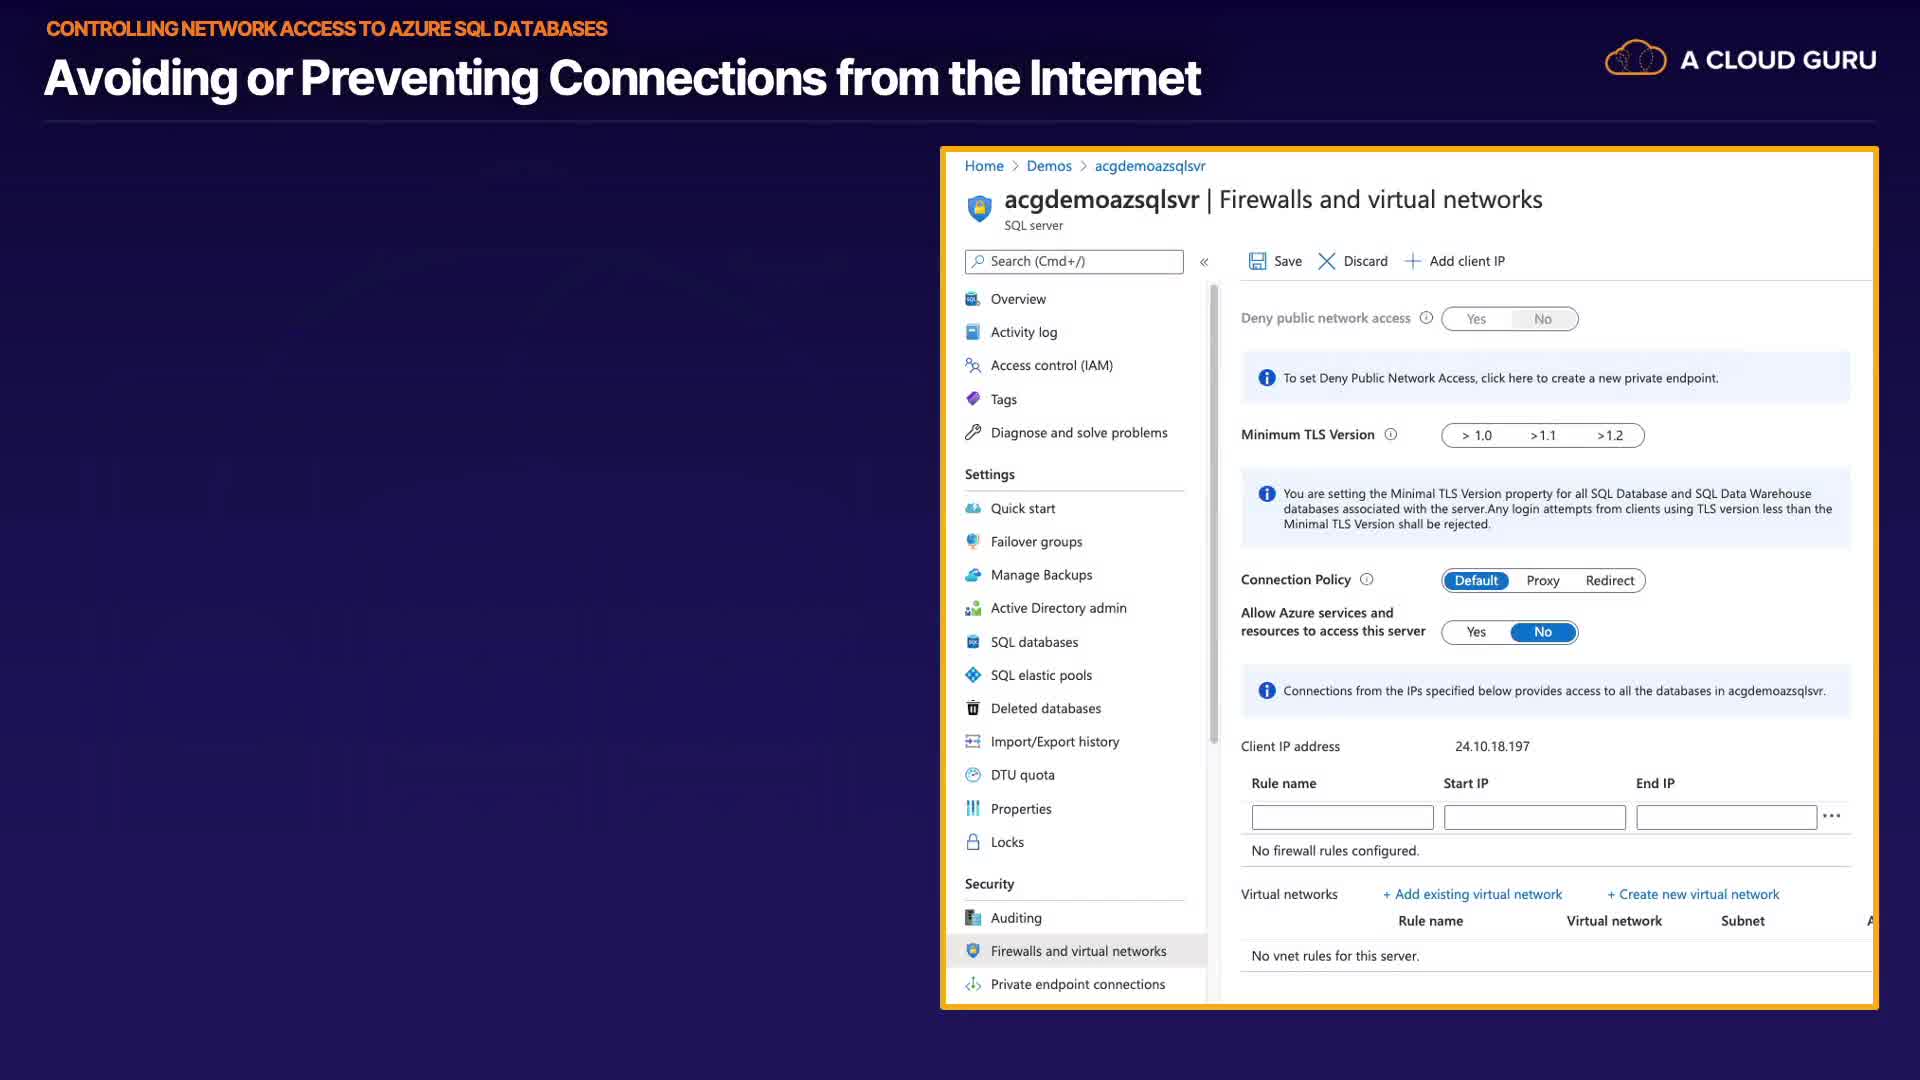 CONTROLLING NETWORK ACCESS TO AZURE SQL DATABASES
Avoiding or Preventing Connections from the Internet
A CLOUD GURU
Home > Demos > acgdemoazsqlsvr
acgdemoazsqlsvr | Firewalls and virtual networks
SQL server
Search (Cmd+/)
«
Overview
Activity log
Access control (IAM)
Tags
Diagnose and solve problems
Settings
Quick start
Failover groups
Manage Backups
Active Directory admin
SQL databases
SQL elastic pools
Deleted databases
Import/Export history
DTU quota
Properties
Locks
Security
Auditing
Firewalls and virtual networks
Private endpoint connections
Save Discard + Add client IP
Deny public network access Yes No
To set Deny Public Network Access, click here to create a new private endpoint.
Minimum TLS Version > 1.0 >1.1 >1.2
You are setting the Minimal TLS Version property for all SQL Database and SQL Data Warehouse
databases associated with the server.Any login attempts from clients using TLS version less than the
Minimal TLS Version shall be rejected.
Connection Policy Default Proxy Redirect
Allow Azure services and
resources to access this server Yes No
Connections from the IPs specified below provides access to all the databases in acgdemoazsqlsvr.
Client IP address 24.10.18.197
Rule name Start IP End IP
...
No firewall rules configured.
Virtual networks + Add existing virtual network + Create new virtual network
Rule name Virtual network Subnet
No vnet rules for this server.